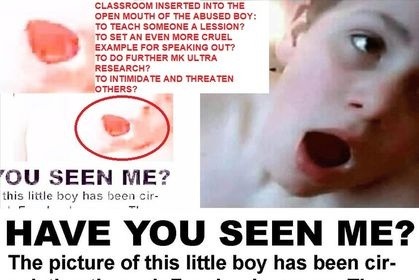 CLASSROOM INSERTED INTO THE
OPEN MOUTH OF THE ABUSED BOY:
TO TEACH SOMEONE A LESSION?
TO SET AN EVEN MORE CRUEL
EXAMPLE FOR SPEAKING OUT?
TO DO FURTHER MK ULTRA
RESEARCH?
TO INTIMIDATE AND THREATEN
OTHERS?
OU SEEN ME?
this little boy has been cir-
HAVE YOU SEEN ME?
The picture of this little boy has been cir-